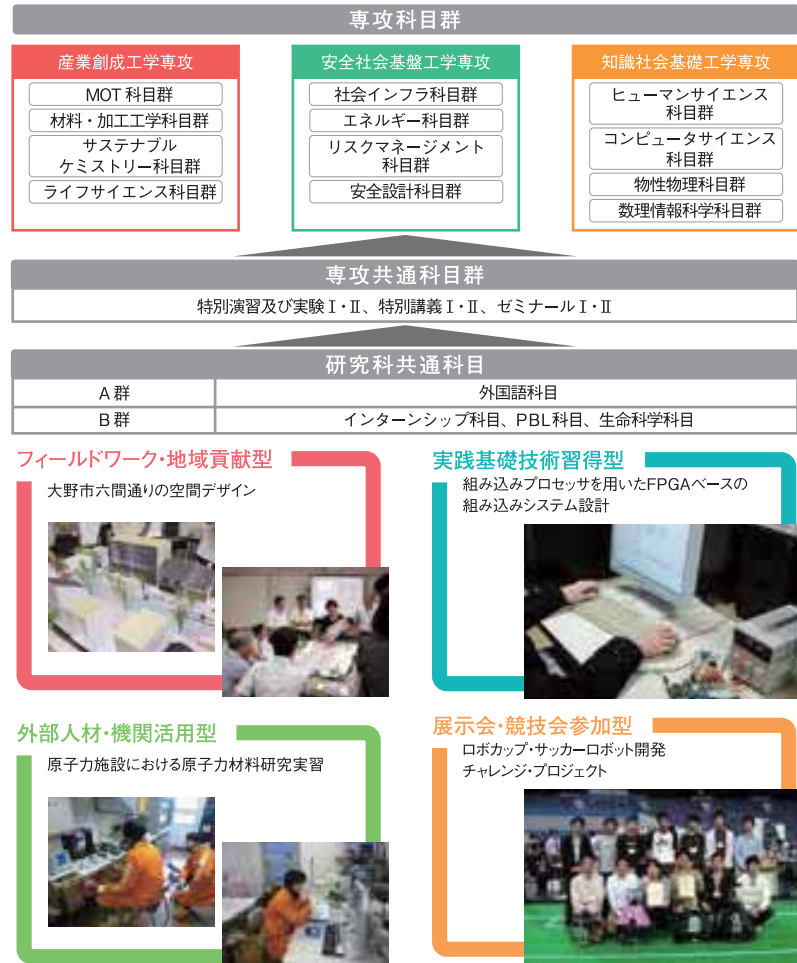 専攻科目群
産業創成工学専攻
MOT 科目群
材料・加工工学科目群
サステナブル
ケミストリー科目群
ライフサイエンス科目群
安全社会基盤工学専攻
社会インフラ科目群
エネルギー科目群
リスクマネージメント
科目群
安全設計科目群
知識社会基礎工学専攻
ヒューマンサイエンス
科目群
コンピュータサイエンス
科目群
物性物理科目群
数理情報科学科目群
専攻共通科目群
特別演習及び実験Ⅰ・Ⅱ、特別講義Ⅰ・Ⅱ、ゼミナールⅠ・Ⅱ
研究科共通科目
A 群 外国語科目
B 群 インターンシップ科目、PBL科目、生命科学科目
フィールドワーク・地域貢献型
大野市六間通りの空間デザイン
実践基礎技術習得型
組み込みプロセッサを用いたFPGAベースの
組み込みシステム設計
外部人材・機関活用型
原子力施設における原子力材料研究実習
展示会・競技会参加型
ロボカップ・サッカーロボット開発
チャレンジ・プロジェクト